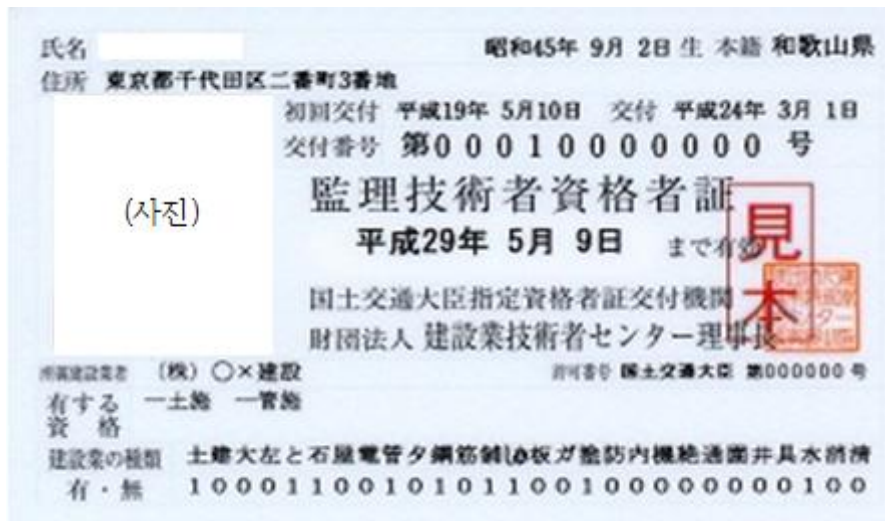 氏名 昭和45年 9月 2日 生 本籍 和歌山県
住所 東京都千代田区二番町3番地
初回交付 平成19年 5月10日 交付 平成24年 3月 1日
交付番号 第00010000000 号
(사진)
監理技術者資格者証
平成29年 5月 9日 まで有効
見本
国土交通大臣指定資格者証交付機関
財団法人 建設業技術者センター理事長
所属建設業者 (株)○×建設 許可番号 国土交通大臣 第000000 号
有する 一土施 一管施
資 格
建設業の種類 土建大左と石屋電管タ鋼筋舗しゅ板ガ塗防内機絶通園井具水消清
有・無 1000110010101100100000000100